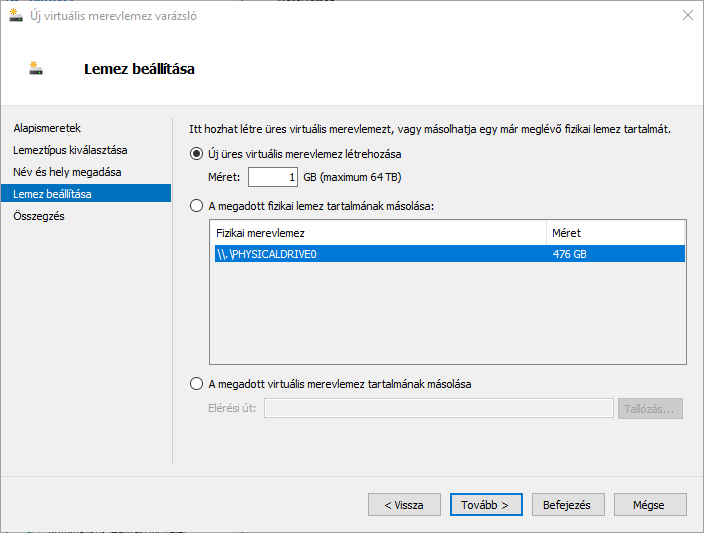 Új virtuális merevlemez varázsló
Lemez beállítása
Alapismeretek
Lemeztípus kiválasztása
Név és hely megadása
Lemez beállítása
Összegzés
Itt hozhat létre üres virtuális merevlemezt, vagy másolhatja egy már meglévő fizikai lemez tartalmát.
Új üres virtuális merevlemez létrehozása
Méret: 1 GB (maximum 64 TB)
A megadott fizikai lemez tartalmának másolása:
Fizikai merevlemez Méret
\\.\PHYSICALDRIVE0 476 GB
A megadott virtuális merevlemez tartalmának másolása
Elérési út: Tallózás...
< Vissza Tovább > Befejezés Mégse